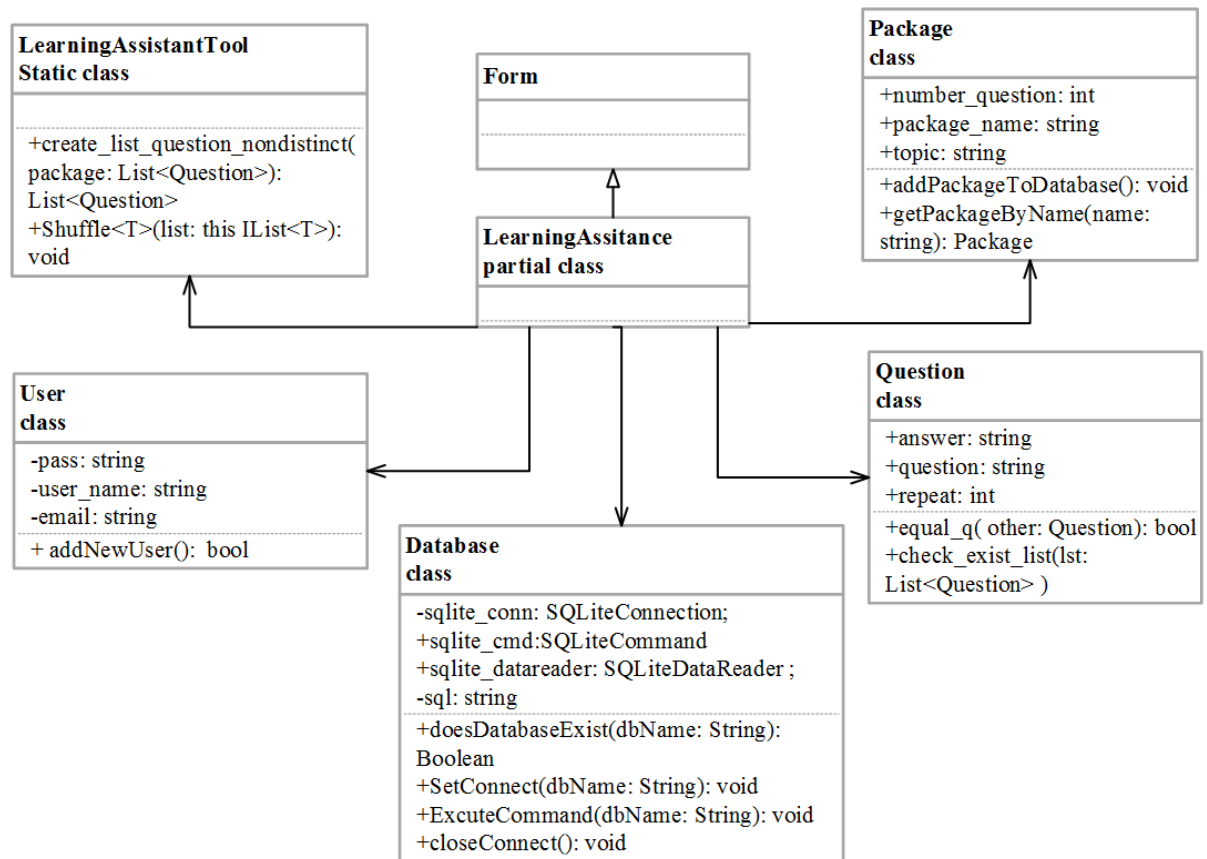 LearningAssistantTool
Static class
+create_list_question_nondistinct(
package: List<Question>):
List<Question>
+Shuffle<T>(list: this IList<T>):
void
Form
Package
class
+number_question: int
+package_name: string
+topic: string
+addPackageToDatabase(): void
+getPackageByName(name:
string): Package
LearningAssitance
partial class
User
class
-pass: string
-user_name: string
-email: string
+ addNewUser(): bool
Question
class
+answer: string
+question: string
+repeat: int
+equal_q( other: Question): bool
+check_exist_list(lst:
List<Question> )
Database
class
-sqlite_conn: SQLiteConnection;
+sqlite_cmd:SQLiteCommand
+sqlite_datareader: SQLiteDataReader ;
-sql: string
+doesDatabaseExist(dbName: String):
Boolean
+SetConnect(dbName: String): void
+ExcuteCommand(dbName: String): void
+closeConnect(): void